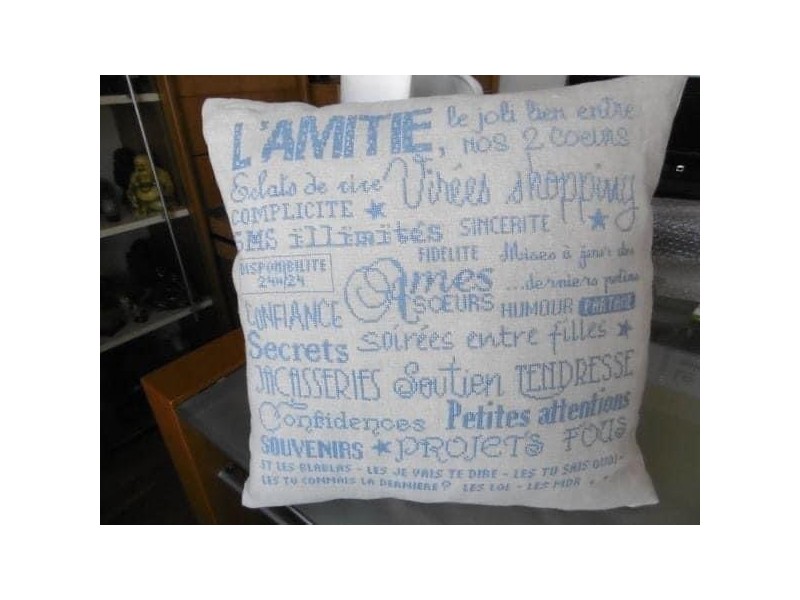 L'AMITIE, le joli lien entre
nos 2 coeurs
Eclats de rire Virées shopping
COMPLICITE
SMS illimités SINCERITE
DISPONIBILITE
24H/24
FIDELITE Mises à jour des
...derniers potins
Ames
SOEURS HUMOUR PARTAGE
CONFIANCE
Secrets soirées entre filles
JACASSERIES Soutien TENDRESSE
Confidences Petites attentions
SOUVENIRS PROJETS FOUS
ET LES BLABLAS - LES JE VAIS TE DIRE - LES TU SAIS QUOI -
LES TU CONNAIS LA DERNIERE? LES LOL - LES MDR . . .